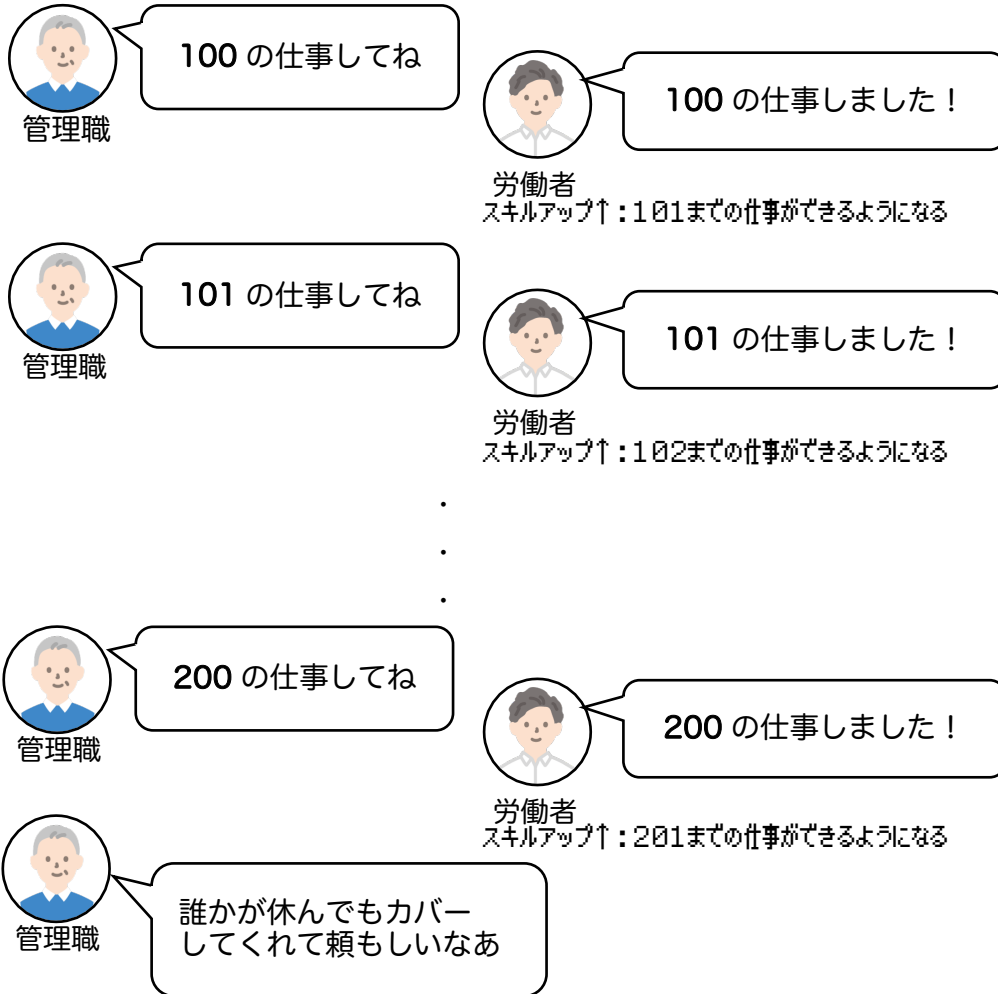 100 の仕事してね
管理職
100 の仕事しました！
労働者
スキルアップ↑：101までの仕事ができるようになる
101 の仕事してね
管理職
101 の仕事しました！
労働者
スキルアップ↑：102までの仕事ができるようになる
・
・
・
200 の仕事してね
管理職
200 の仕事しました！
労働者
スキルアップ↑：201までの仕事ができるようになる
管理職
誰かが休んでもカバー
してくれて頼もしいなあ